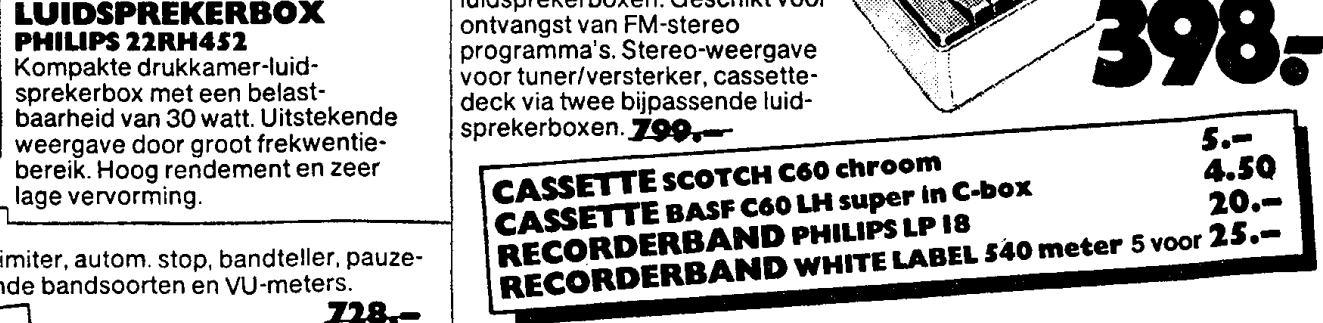 LUIDSPREKERBOX
PHILIPS 22RH452
Kompakte drukkamer-luid-
sprekerbox met een belast-
baarheid van 30 watt. Uitstekende
weergave door groot frekwentie-
bereik. Hoog rendement en zeer
lage vervorming.
imiter, autom. stop, bandteller, pauze-
nde bandsoorten en VU-meters.
728.-
luidsprekerboxen. Geschikt voor
ontvangst van FM-stereo
programma's. Stereo-weergave
voor tuner/versterker, cassette-
deck via twee bijpassende luid-
sprekerboxen. 799.-
398.-
CASSETTE SCOTCH C60 chroom 5.-
CASSETTE BASF C60 LH super in C-box 4.50
RECORDERBAND PHILIPS LP 18 20.-
RECORDERBAND WHITE LABEL 540 meter 5 voor 25.-